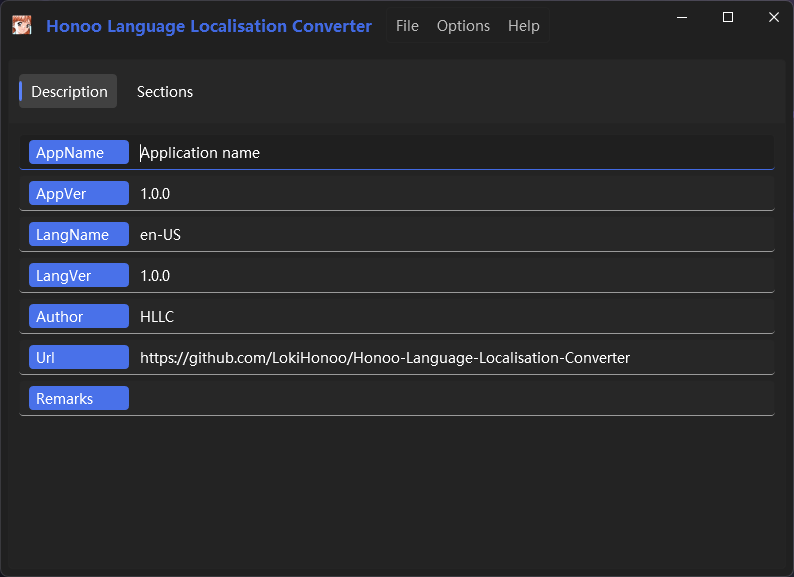 Honoo Language Localisation Converter File Options Help
Description Sections
AppName Application name
AppVer 1.0.0
LangName en-US
LangVer 1.0.0
Author HLLC
Url https://github.com/LokiHonoo/Honoo-Language-Localisation-Converter
Remarks